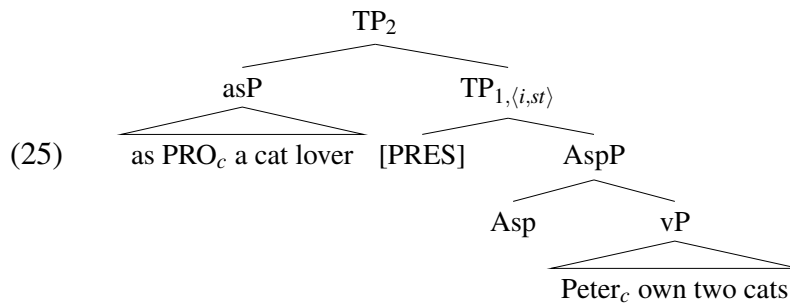 TP2
asP TP1,⟨i,st⟩
(25) as PROc a cat lover [PRES] AspP
Asp vP
Peterc own two cats